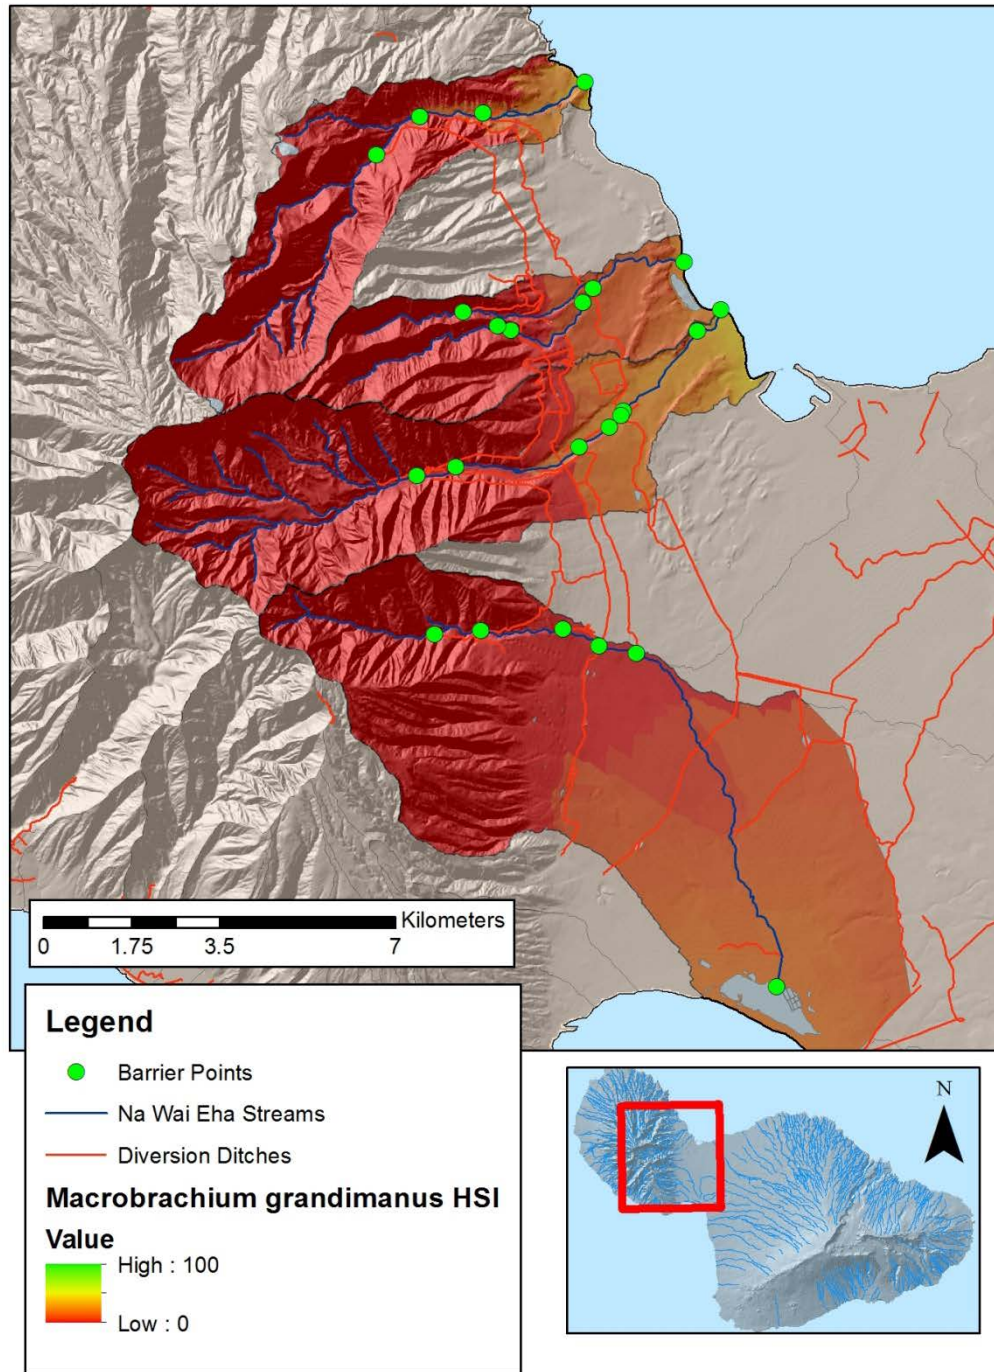 Kilometers
0 1.75 3.5 7
Legend
Barrier Points
Na Wai Eha Streams
Diversion Ditches
Macrobrachium grandimanus HSI
Value
High : 100
Low : 0
N